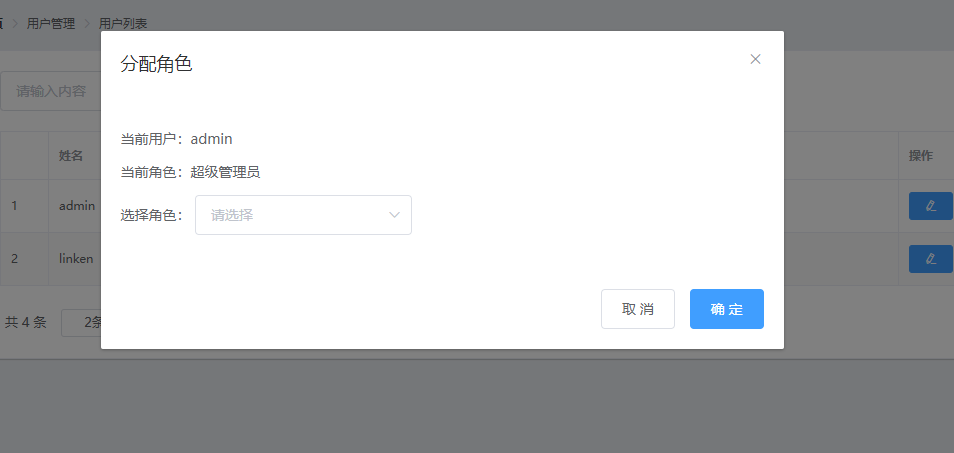 用户管理 > 用户列表
分配角色
请输入内容
当前用户：admin
姓名
操作
当前角色：超级管理员
1 admin
选择角色： 请选择
2 linken
取 消 确 定
共 4 条 2条